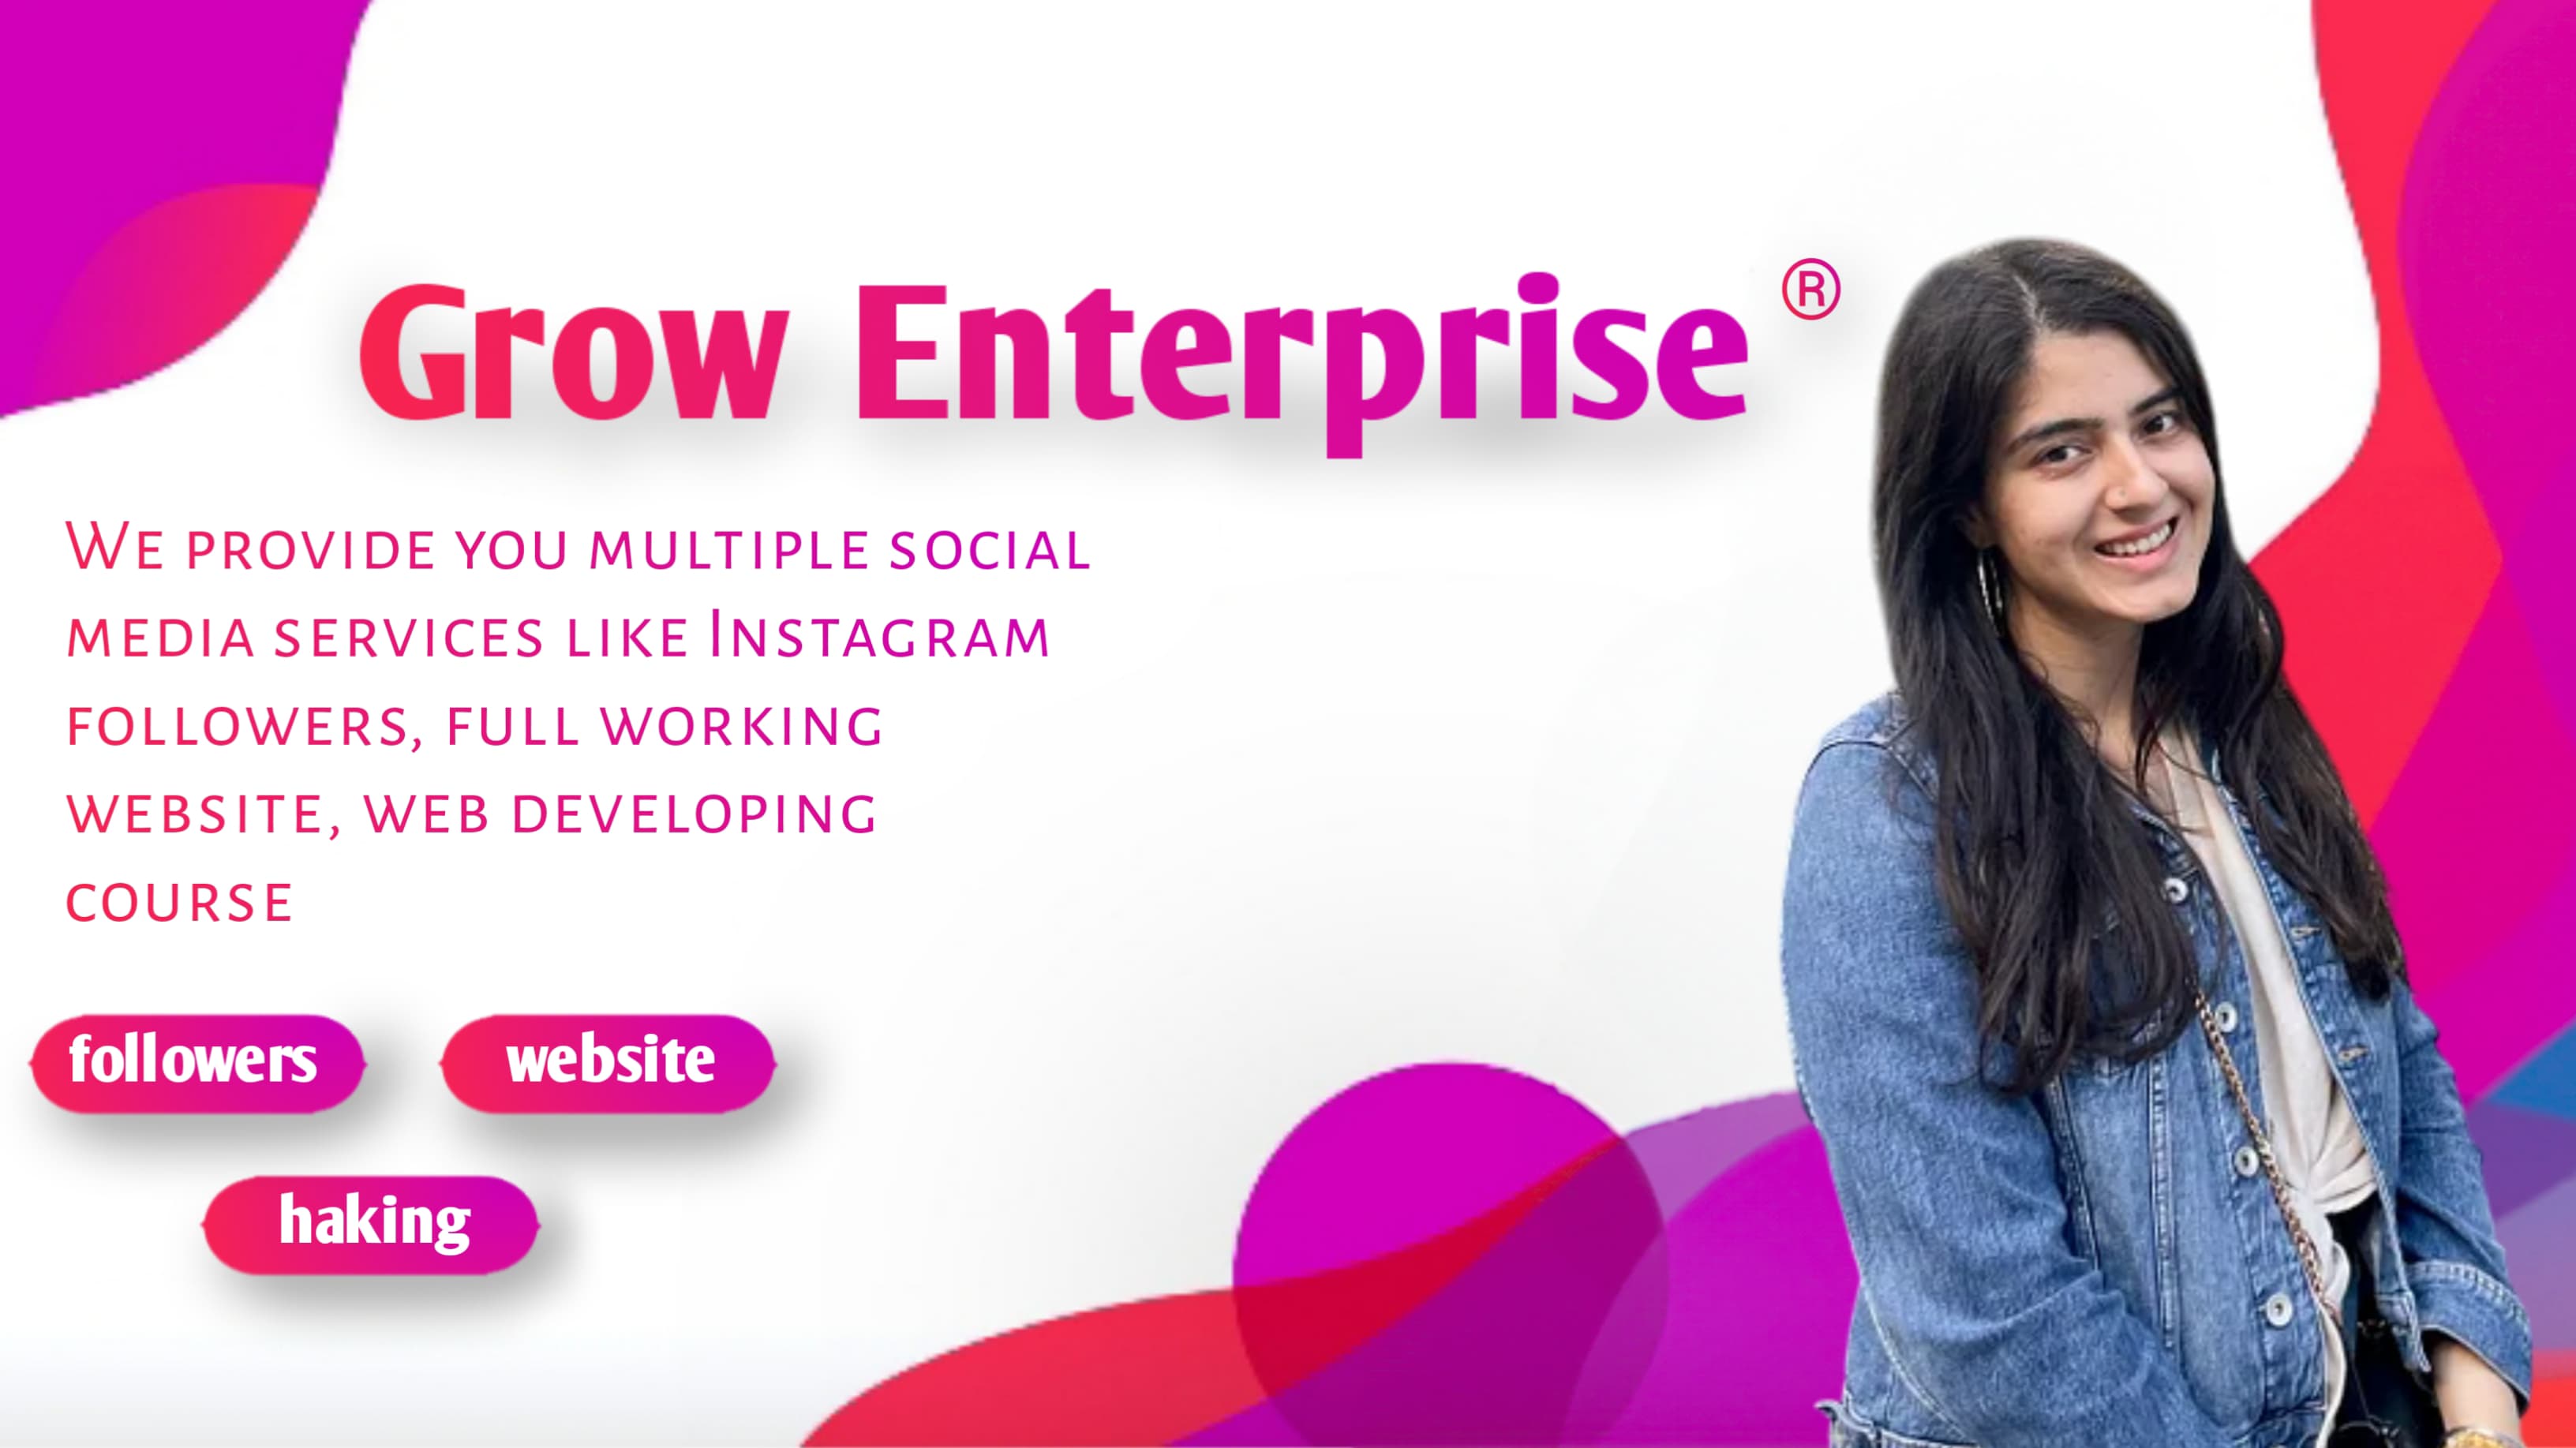 Grow Enterprise ®
We provide you multiple social
media services like Instagram
followers, full working
website, web developing
course
followers website
haking